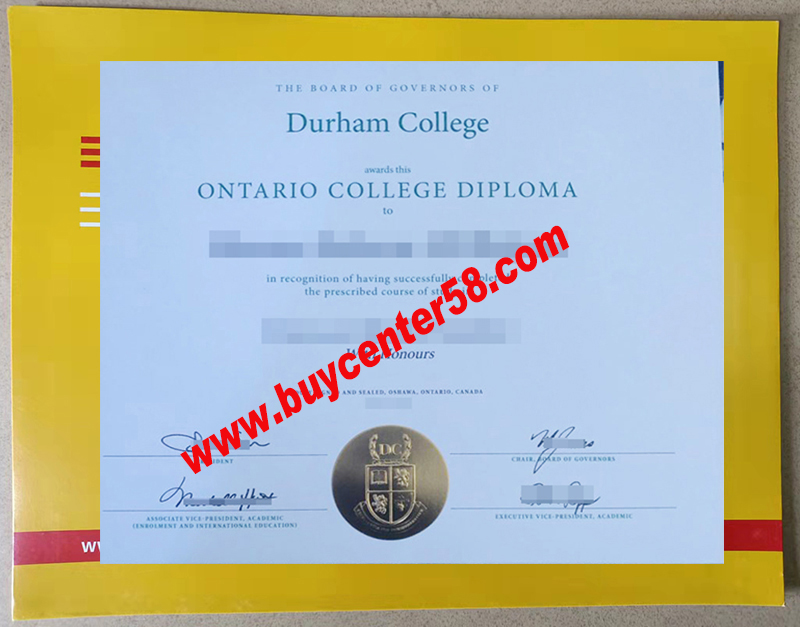 THE BOARD OF GOVERNORS OF
Durham College
awards this
ONTARIO COLLEGE DIPLOMA
to
in recognition of having successfully
the prescribed course of
www.buycenter58.com
Honours
AND SEALED, OSHAWA, ONTARIO, CANADA
CHAIR, BOARD OF GOVERNORS
DC
ASSOCIATE VICE-PRESIDENT, ACADEMIC
(ENROLMENT AND INTERNATIONAL EDUCATION)
EXECUTIVE VICE-PRESIDENT, ACADEMIC